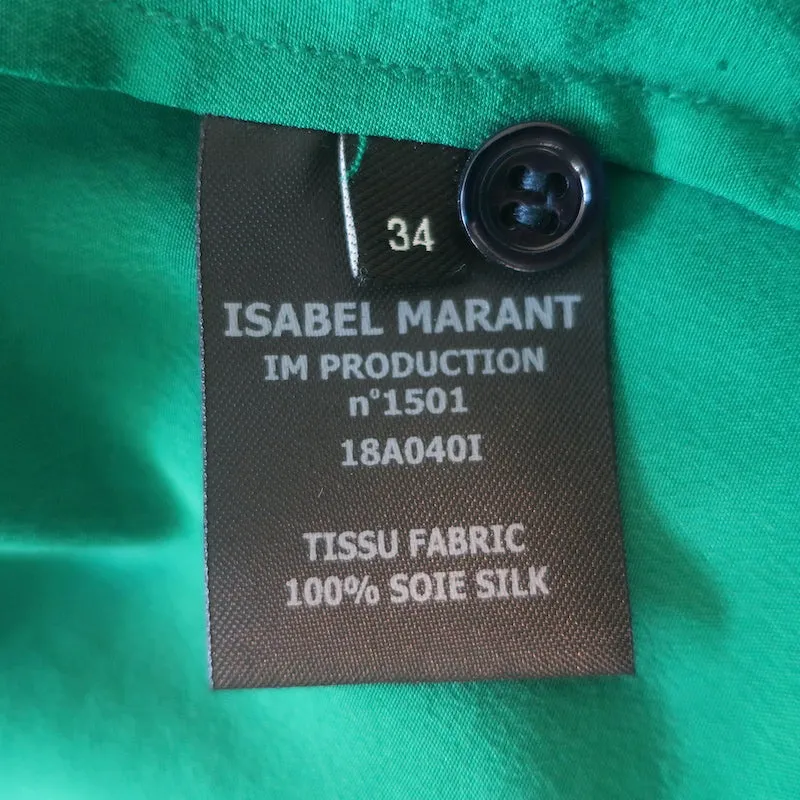 34
ISABEL MARANT
IM PRODUCTION
n°1501
18A040I
TISSU FABRIC
100% SOIE SILK